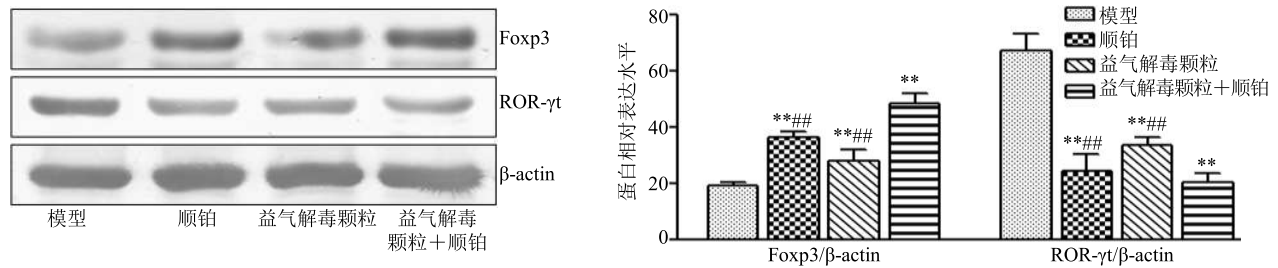 Foxp3
ROR-γt
β-actin
模型
顺铂
益气解毒颗粒
益气解毒
颗粒＋顺铂
蛋白相对表达水平
80
60
40
20
0
模型
顺铂
益气解毒颗粒
益气解毒颗粒＋顺铂
**##
**##
**
**##
**##
**
Foxp3/β-actin
ROR-γt/β-actin